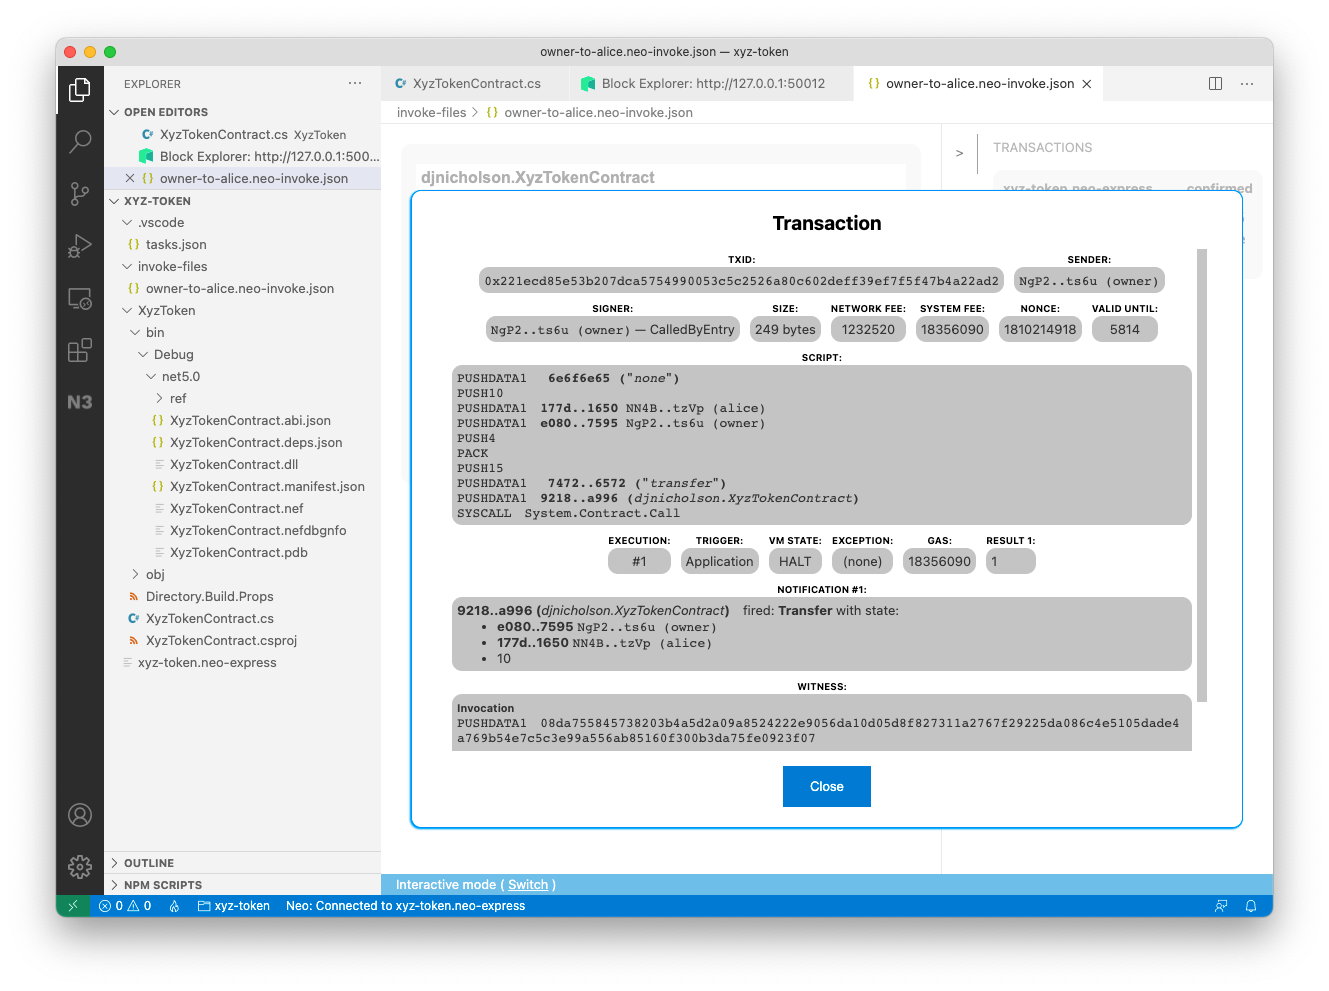 owner-to-alice.neo-invoke.json — xyz-token
EXPLORER
OPEN EDITORS
XyzTokenContract.cs XyzToken
Block Explorer: http://127.0.0.1:500...
owner-to-alice.neo-invoke.json
XYZ-TOKEN
.vscode
tasks.json
invoke-files
owner-to-alice.neo-invoke.json
XyzToken
bin
Debug
net5.0
ref
XyzTokenContract.abi.json
XyzTokenContract.deps.json
XyzTokenContract.dll
XyzTokenContract.manifest.json
XyzTokenContract.nef
XyzTokenContract.nefdbgnfo
XyzTokenContract.pdb
obj
Directory.Build.Props
XyzTokenContract.cs
XyzTokenContract.csproj
xyz-token.neo-express
OUTLINE
NPM SCRIPTS
N3
XyzTokenContract.cs
Block Explorer: http://127.0.0.1:50012
owner-to-alice.neo-invoke.json
invoke-files > {} owner-to-alice.neo-invoke.json
djnicholson.XyzTokenContract
> TRANSACTIONS
xyz-token.neo-express confirmed
Transaction
TXID: SENDER:
0x221ecd85e53b207dca5754990053c5c2526a80c602deff39ef7f5f47b4a22ad2 NgP2..ts6u (owner)
SIGNER: SIZE: NETWORK FEE: SYSTEM FEE: NONCE: VALID UNTIL:
NgP2..ts6u (owner) — CalledByEntry 249 bytes 1232520 18356090 1810214918 5814
SCRIPT:
PUSHDATA1 6e6f6e65 ("none")
PUSH10
PUSHDATA1 177d..1650 NN4B..tzVp (alice)
PUSHDATA1 e080..7595 NgP2..ts6u (owner)
PUSH4
PACK
PUSH15
PUSHDATA1 7472..6572 ("transfer")
PUSHDATA1 9218..a996 (djnicholson.XyzTokenContract)
SYSCALL System.Contract.Call
EXECUTION: TRIGGER: VM STATE: EXCEPTION: GAS: RESULT 1:
#1 Application HALT (none) 18356090 1
NOTIFICATION #1:
9218..a996 (djnicholson.XyzTokenContract) fired: Transfer with state:
• e080..7595 NgP2..ts6u (owner)
• 177d..1650 NN4B..tzVp (alice)
• 10
WITNESS:
Invocation
PUSHDATA1 08da755845738203b4a5d2a09a8524222e9056da10d05d8f827311a2767f29225da086c4e5105dade4
a769b54e7c5c3e99a556ab85160f300b3da75fe0923f07
Close
Interactive mode ( Switch )
0 0 xyz-token Neo: Connected to xyz-token.neo-express